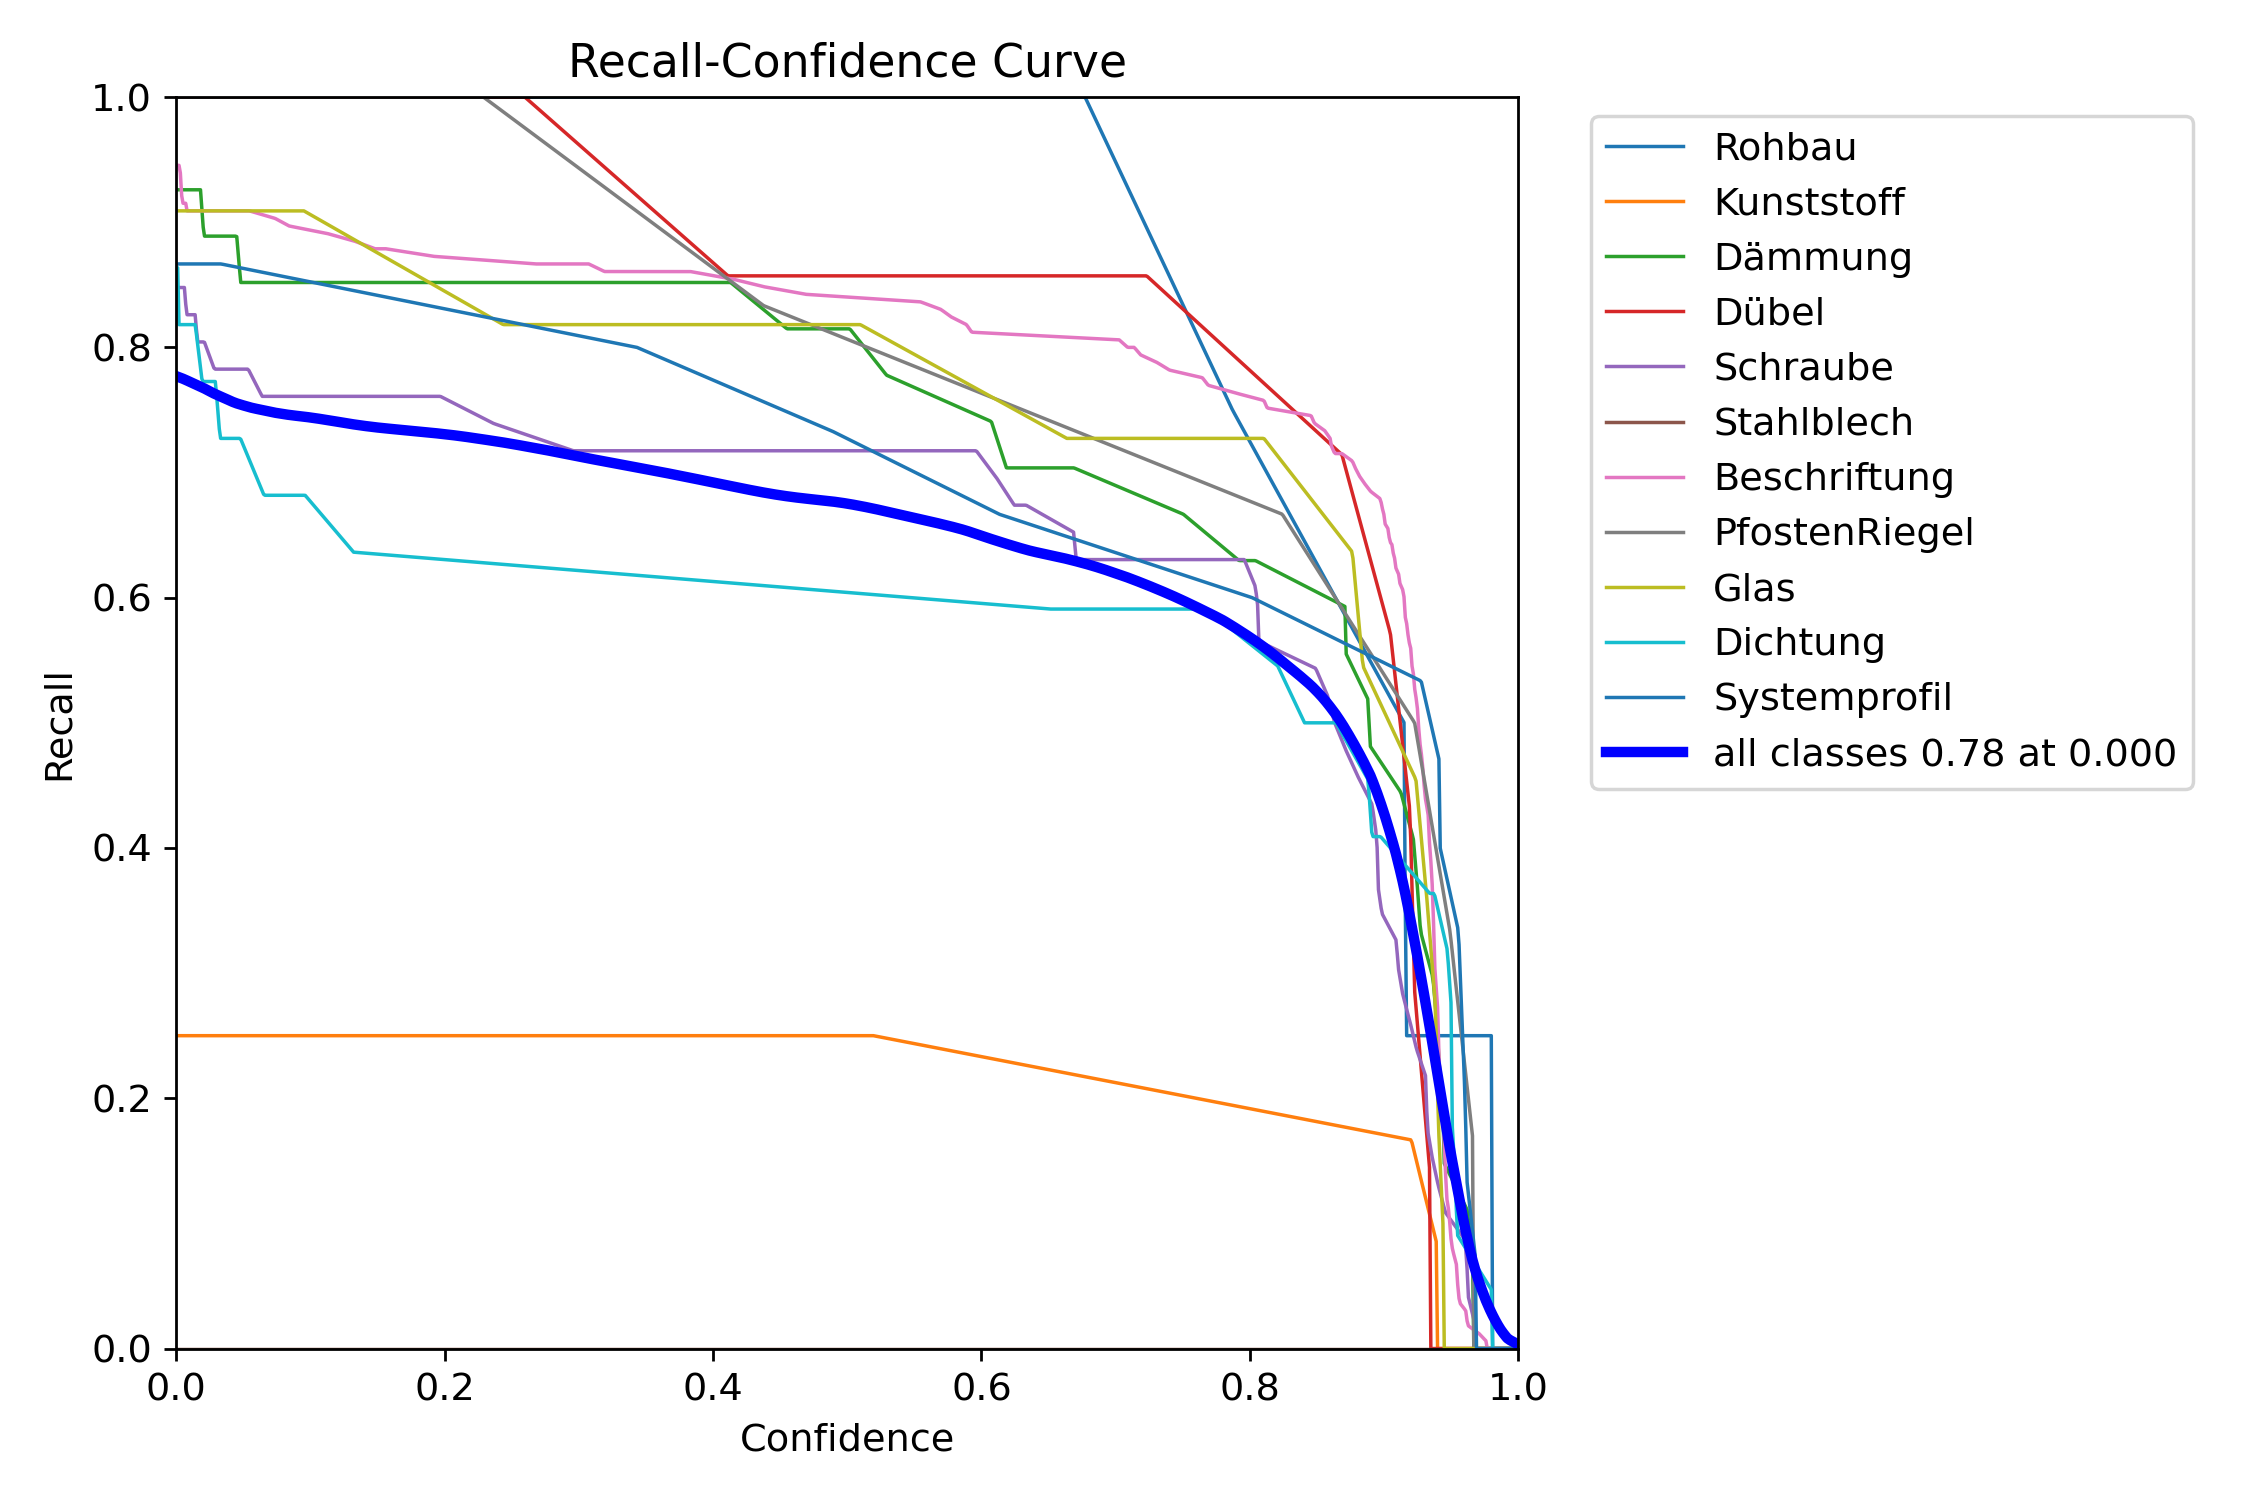 Recall-Confidence Curve
1.0
0.8
0.6
0.4
0.2
0.0
Recall
0.0 0.2 0.4 0.6 0.8 1.0
Confidence
Rohbau
Kunststoff
Dämmung
Dübel
Schraube
Stahlblech
Beschriftung
PfostenRiegel
Glas
Dichtung
Systemprofil
all classes 0.78 at 0.000